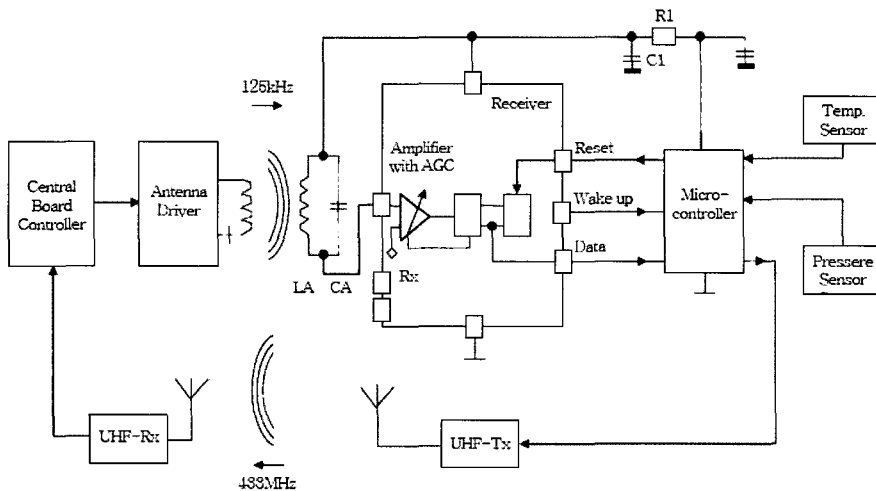 R1
C1
125kHz
Receiver
Temp.
Sensor
Amplifier
with AGC
Reset
Central
Board
Controller
Antenna
Driver
Wake up
Micro-
controller
Data
Pressere
Sensor
LA
CA
Rx
UHF-Rx
UHF-Tx
433MHz